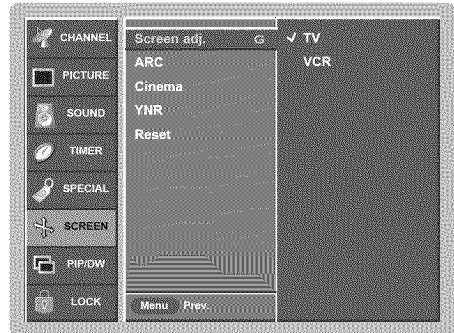 CHANNEL
PICTURE
SOUND
TIMER
SPECIAL
SCREEN
PIP/DW
LOCK
Screen adj. G
ARC
Cinema
YNR
Reset
Menu Prev.
✓ TV
VCR